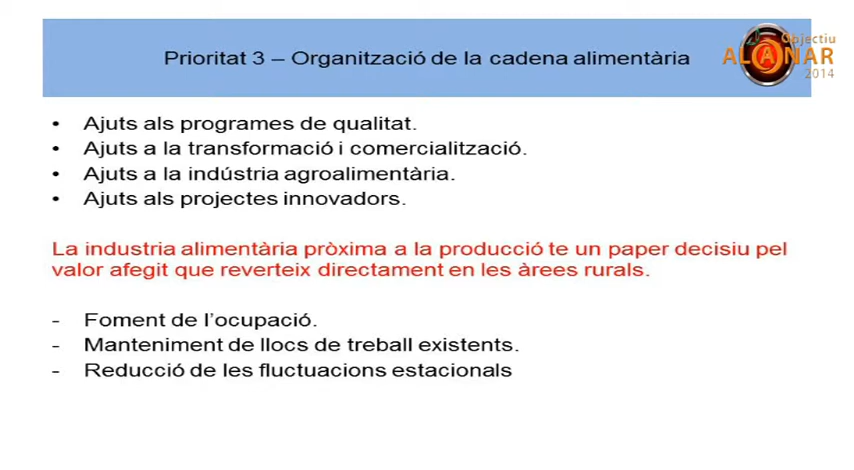 Prioritat 3 – Organització de la cadena alimentària
Objectiu
ALANAR
2014
• Ajuts als programes de qualitat.
• Ajuts a la transformació i comercialització.
• Ajuts a la indústria agroalimentària.
• Ajuts als projectes innovadors.
La industria alimentària pròxima a la producció te un paper decisiu pel
valor afegit que reverteix directament en les àrees rurals.
- Foment de l’ocupació.
- Manteniment de llocs de treball existents.
- Reducció de les fluctuacions estacionals